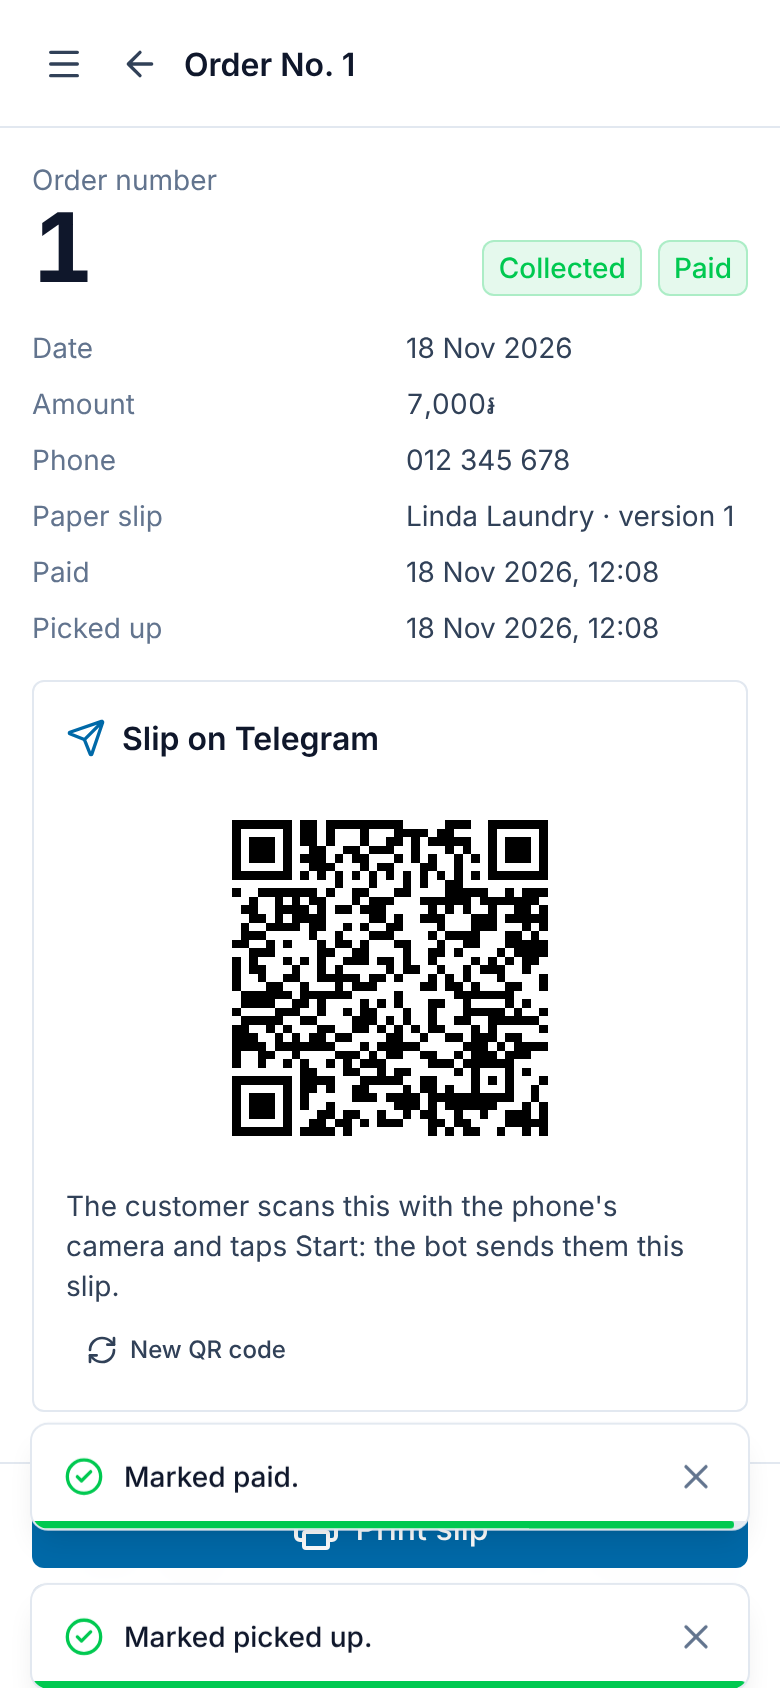 Order No. 1
Order number
1
Collected
Paid
Date 18 Nov 2026
Amount 7,000៛
Phone 012 345 678
Paper slip Linda Laundry · version 1
Paid 18 Nov 2026, 12:08
Picked up 18 Nov 2026, 12:08
Slip on Telegram
The customer scans this with the phone's
camera and taps Start: the bot sends them this
slip.
New QR code
Marked paid.
Print slip
Marked picked up.